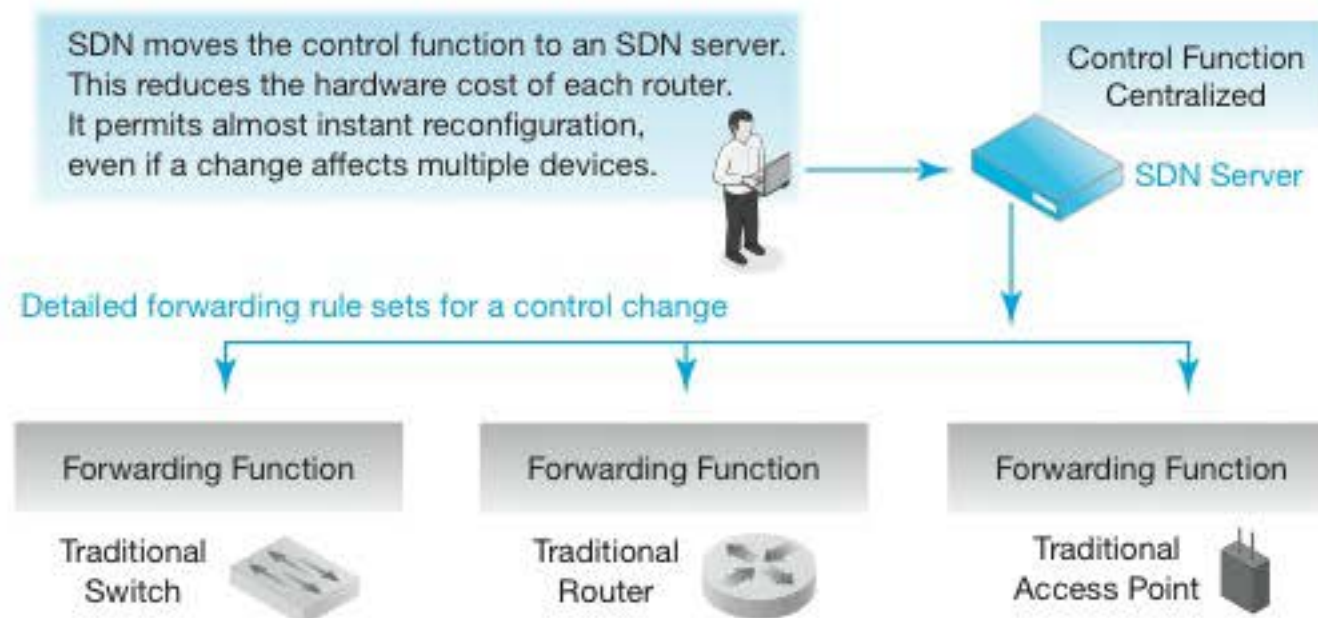 SDN moves the control function to an SDN server.
This reduces the hardware cost of each router.
It permits almost instant reconfiguration,
even if a change affects multiple devices.
Control Function
Centralized
SDN Server
Detailed forwarding rule sets for a control change
Forwarding Function
Forwarding Function
Forwarding Function
Traditional
Switch
Traditional
Router
Traditional
Access Point